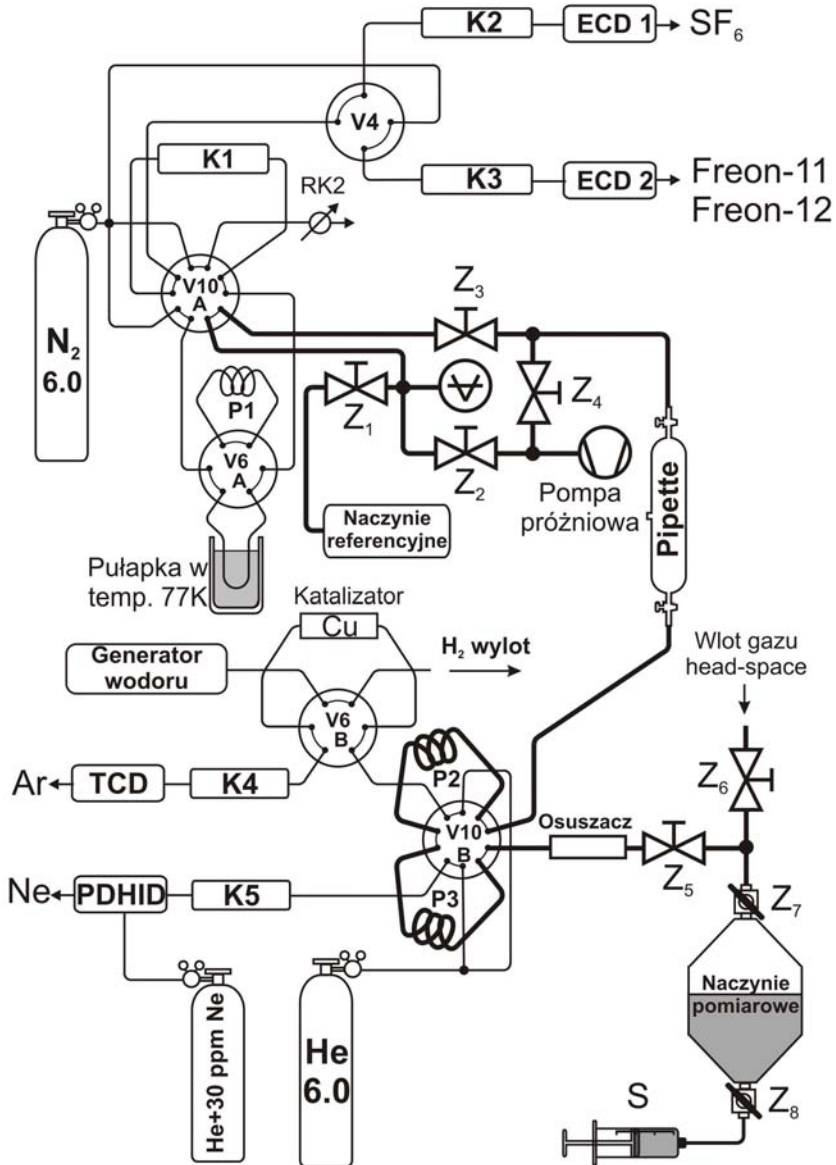 K2
ECD 1
SF₆
V4
K1
K3
ECD 2
Freon-11
Freon-12
RK2
V10
A
N₂
6.0
Z₃
P1
Z₁
Z₄
V6
A
Z₂
Pompa
próżniowa
Pipette
Naczynie
referencyjne
Pułapka w
temp. 77K
Katalizator
Cu
Generator
wodoru
H₂ wylot
Wlot gazu
head-space
V6
B
P2
Z₆
Ar
TCD
K4
V10
B
Osuszacz
Z₅
Ne
PDHID
K5
P3
Z₇
Naczynie
pomiarowe
He+30 ppm Ne
He
6.0
S
Z₈